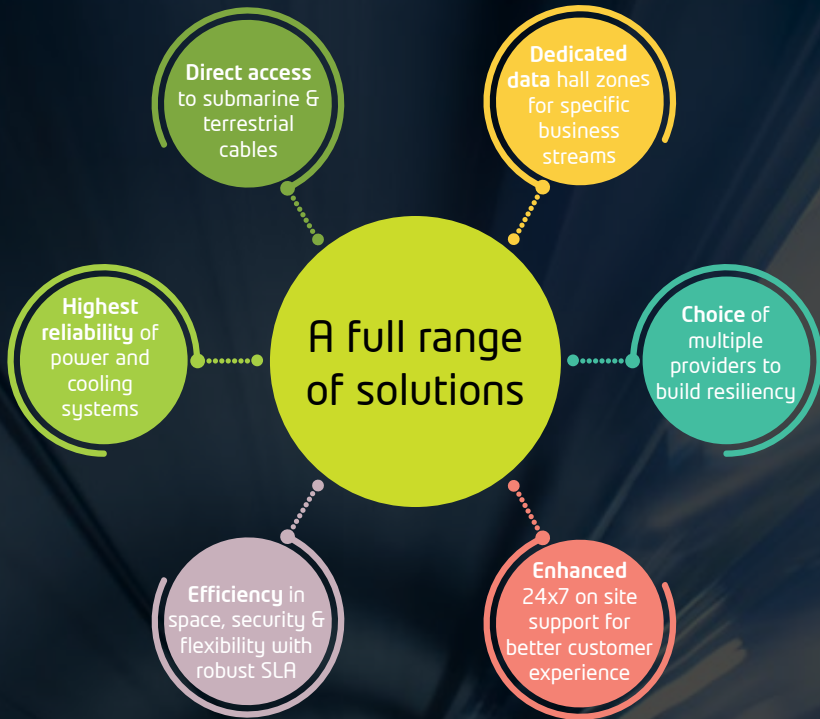 Direct access
to submarine &
terrestrial
cables
Dedicated
data hall zones
for specific
business
streams
Highest
reliability of
power and
cooling
systems
A full range
of solutions
Choice of
multiple
providers to
build resiliency
Efficiency in
space, security &
flexibility with
robust SLA
Enhanced
24x7 on site
support for
better customer
experience